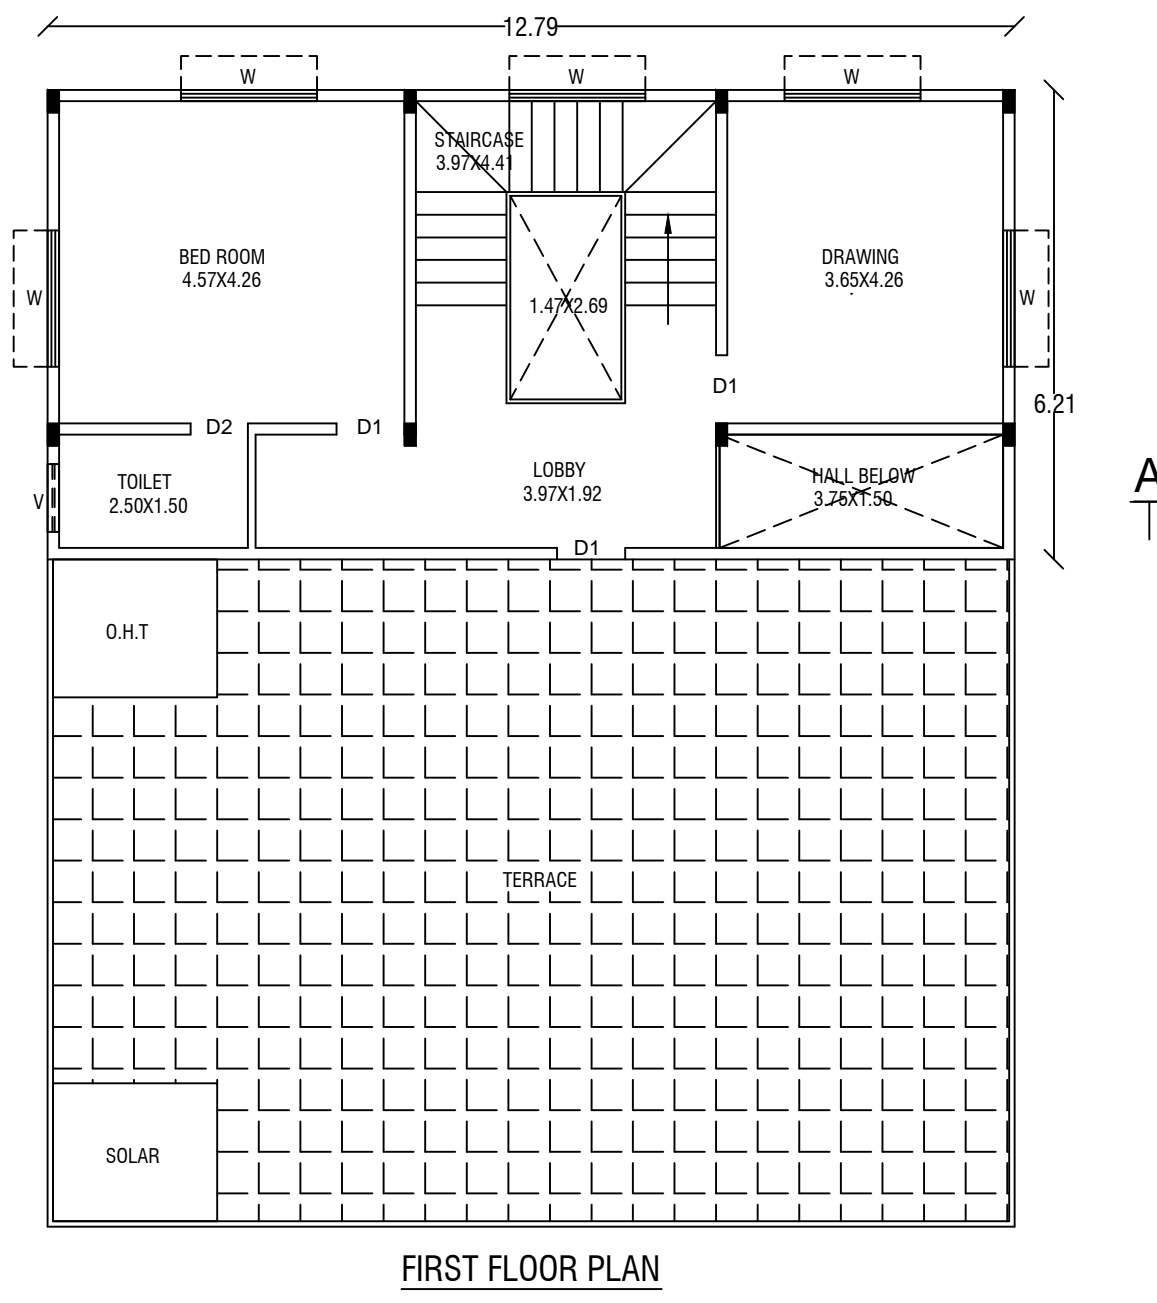 12.79
W
W
W
STAIRCASE
3.97X4.41
BED ROOM
4.57X4.26
DRAWING
3.65X4.26
W
1.47X2.69
W
D1
6.21
D2
D1
LOBBY
3.97X1.92
HALL BELOW
3.75X1.50
TOILET
2.50X1.50
V
A
D1
O.H.T
TERRACE
SOLAR
FIRST FLOOR PLAN